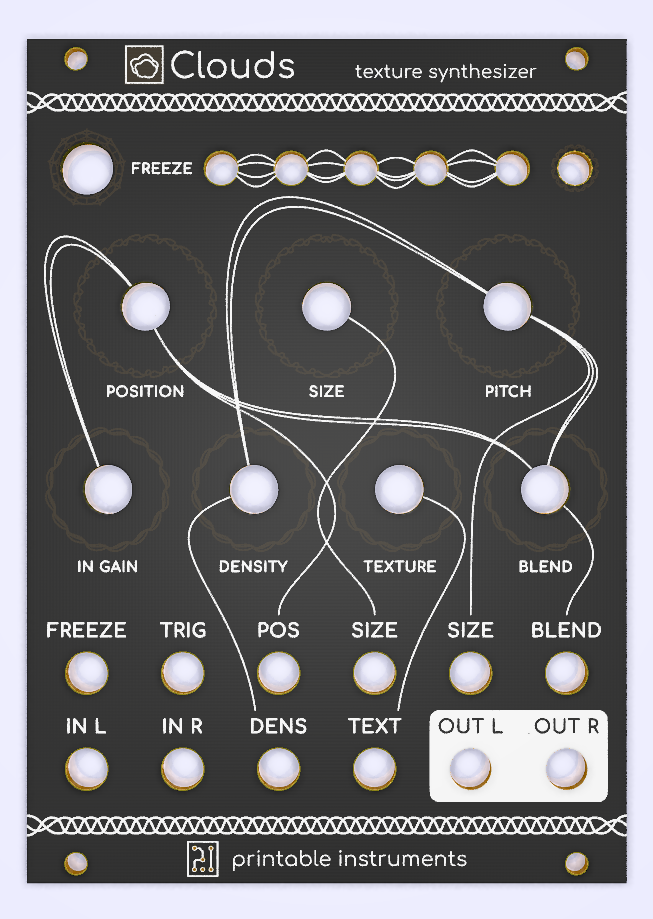 Clouds
texture synthesizer
FREEZE
POSITION SIZE PITCH
IN GAIN DENSITY TEXTURE BLEND
FREEZE TRIG POS SIZE SIZE BLEND
IN L IN R DENS TEXT OUT L OUT R
printable instruments